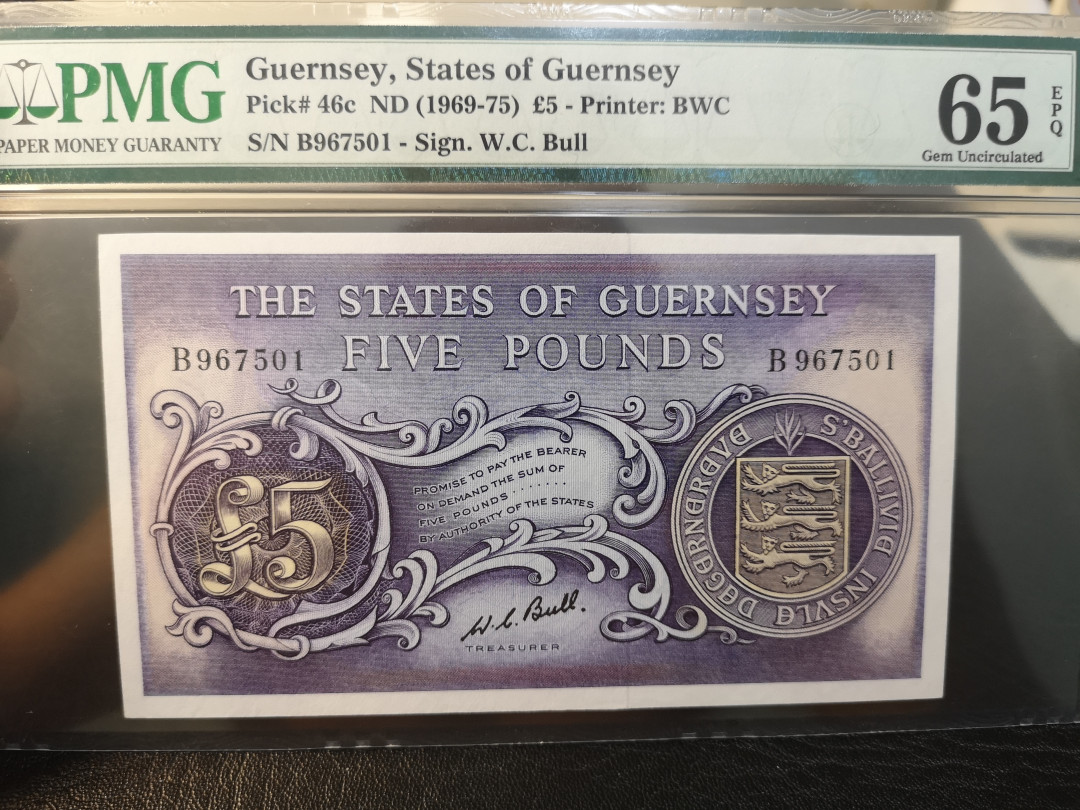 PMG
PAPER MONEY GUARANTY
Guernsey, States of Guernsey
Pick# 46c ND (1969-75) £5 - Printer: BWC
S/N B967501 - Sign. W.C. Bull
65 EPQ
Gem Uncirculated
THE STATES OF GUERNSEY
FIVE POUNDS
B967501
B967501
PROMISE TO PAY THE BEARER
ON DEMAND THE SUM OF
FIVE POUNDS . . . . . . .
BY AUTHORITY OF THE STATES
£5
S'BALLIVIE INSVLE DEGERNEREVE
W. C. Bull.
TREASURER